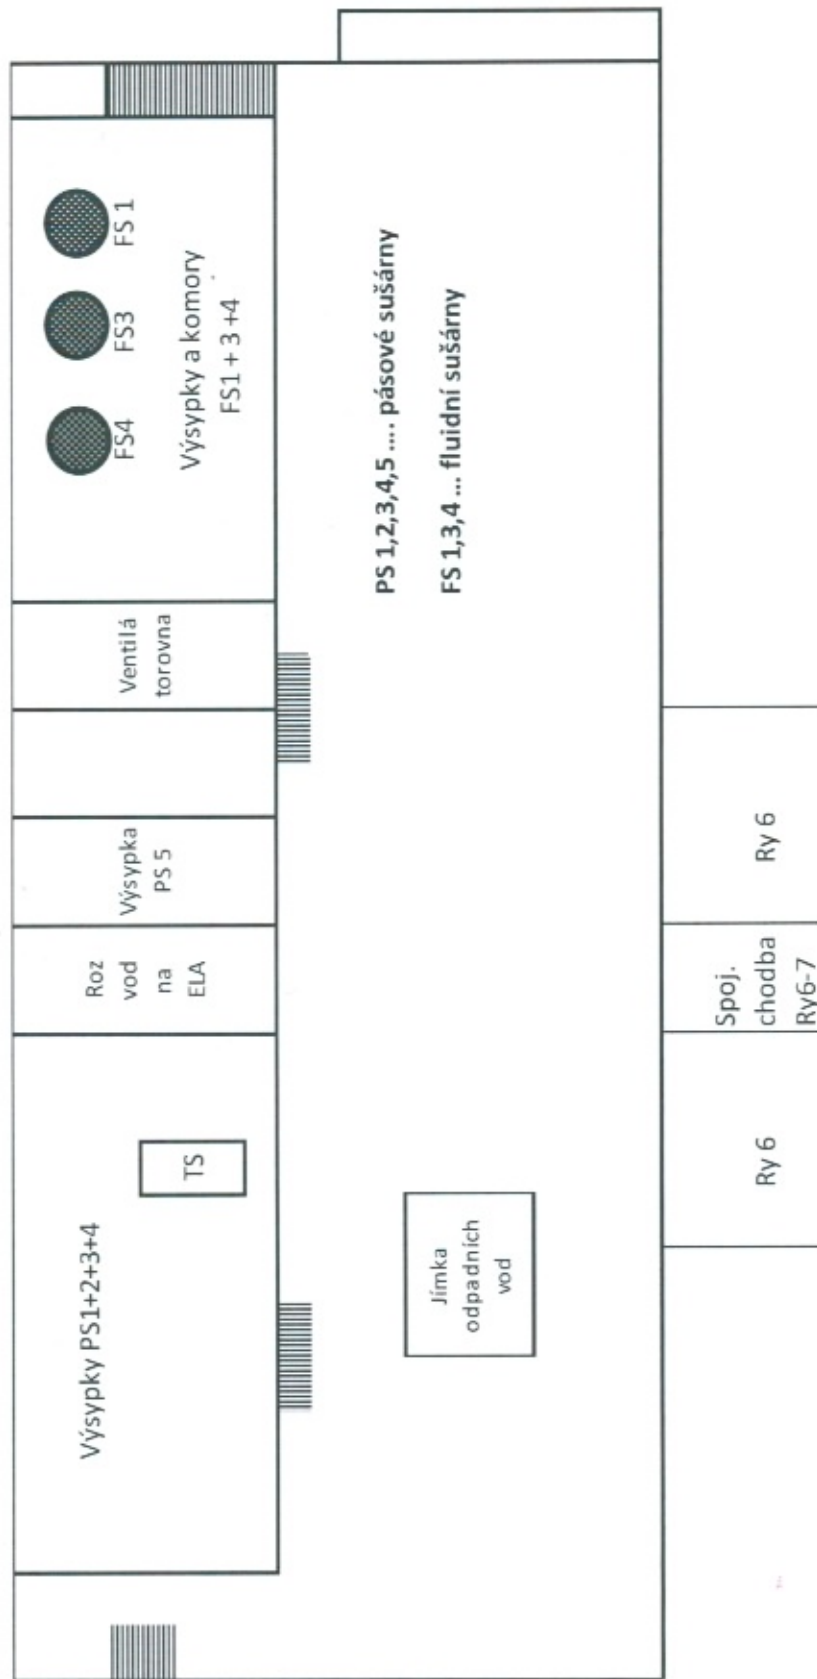 Výsypky PS1+2+3+4
TS
Roz
vod
na
ELA
Výsypka
PS 5
Ventilá
torovna
FS4
FS3
FS 1
Výsypky a komory
FS1 + 3 +4
PS 1,2,3,4,5 .... pásové sušárny
FS 1,3,4 ... fluidní sušárny
Jímka
odpadních
vod
Ry 6
Spoj.
chodba
Ry6-7
Ry 6